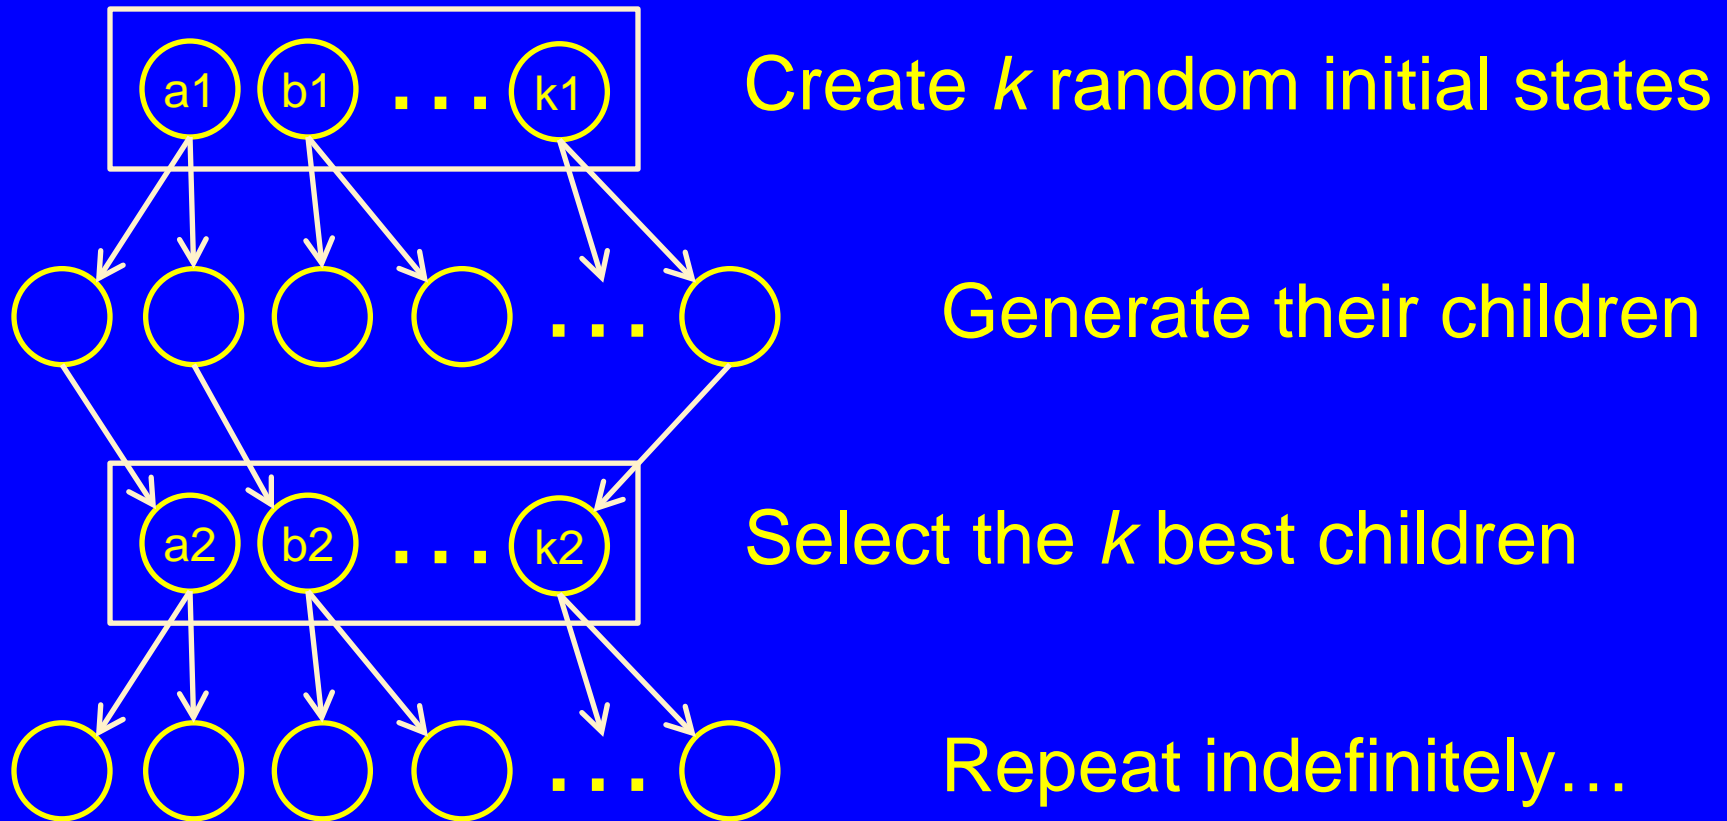 a1 b1 ... k1 Create k random initial states
... Generate their children
a2 b2 ... k2 Select the k best children
... Repeat indefinitely…